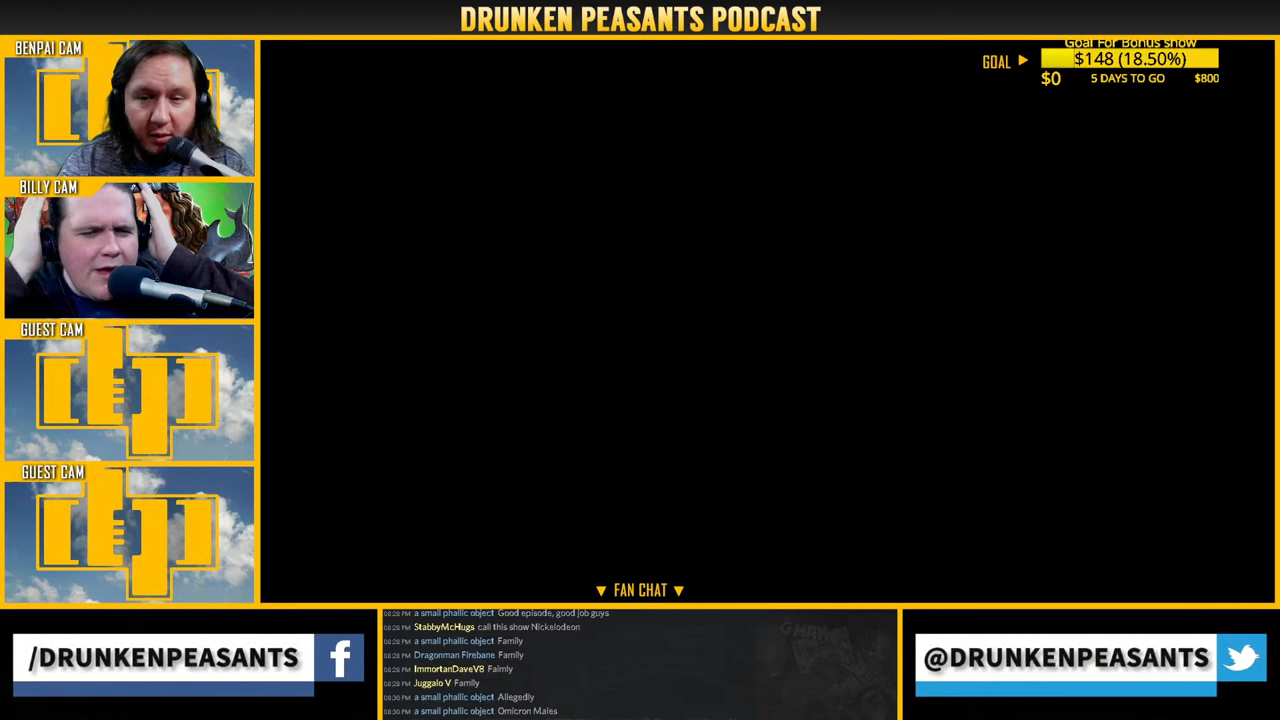 DRUNKEN PEASANTS PODCAST
BENPAI CAM
BILLY CAM
GUEST CAM
GUEST CAM
Goal For Bonus show
GOAL ▶ $148 (18.50%)
$0 5 DAYS TO GO $800
▼ FAN CHAT ▼
08:28 PM a small phallic object Good episode, good job guys
08:28 PM StabbyMcHugs call this show Nickelodeon
08:28 PM a small phallic object Family
08:28 PM Dragonman Firebane Family
08:28 PM ImmortanDaveV8 Faimly
08:28 PM Juggalo V Family
08:30 PM a small phallic object Allegedly
08:30 PM a small phallic object Omicron Males
/DRUNKENPEASANTS
@DRUNKENPEASANTS